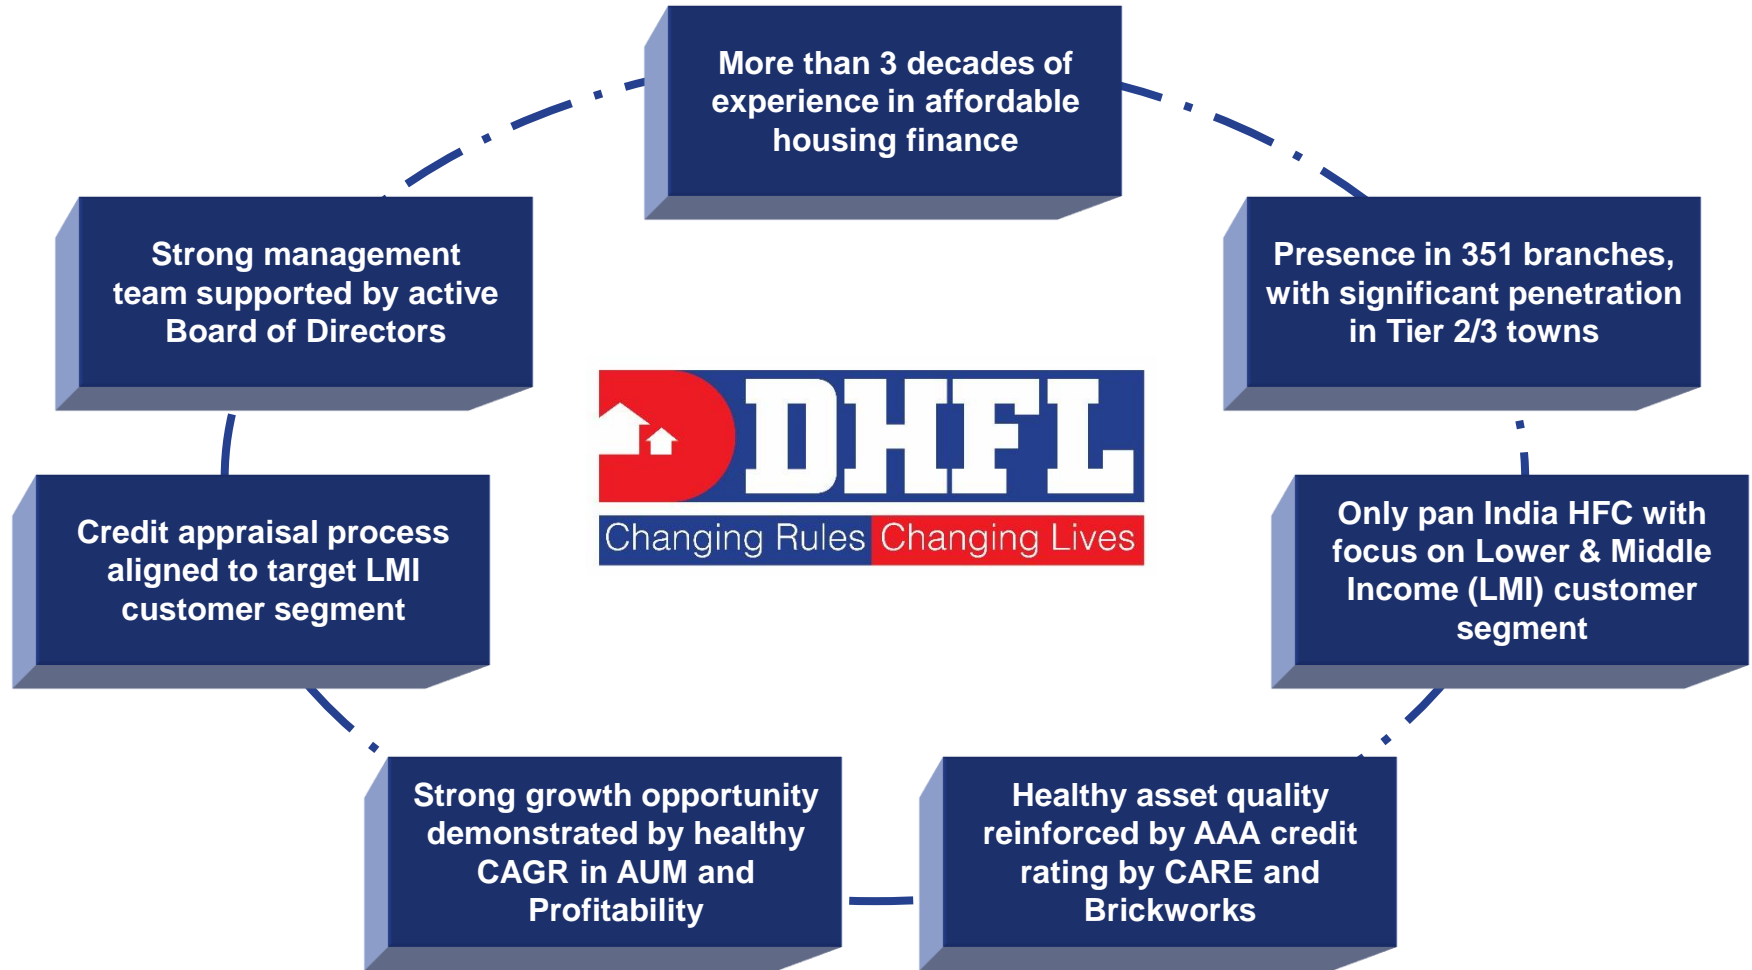 More than 3 decades of
experience in affordable
housing finance
Strong management
team supported by active
Board of Directors
Presence in 351 branches,
with significant penetration
in Tier 2/3 towns
DHFL
Changing Rules Changing Lives
Credit appraisal process
aligned to target LMI
customer segment
Only pan India HFC with
focus on Lower & Middle
Income (LMI) customer
segment
Strong growth opportunity
demonstrated by healthy
CAGR in AUM and
Profitability
Healthy asset quality
reinforced by AAA credit
rating by CARE and
Brickworks